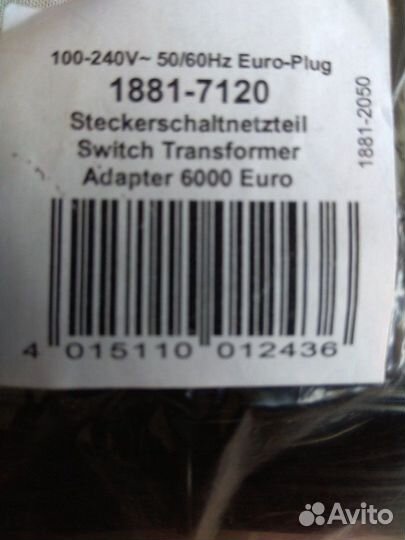 100-240V~ 50/60Hz Euro-Plug
1881-7120
Steckerschaltnetzteil
Switch Transformer
Adapter 6000 Euro
1881-2050
4 015110 012436
Avito